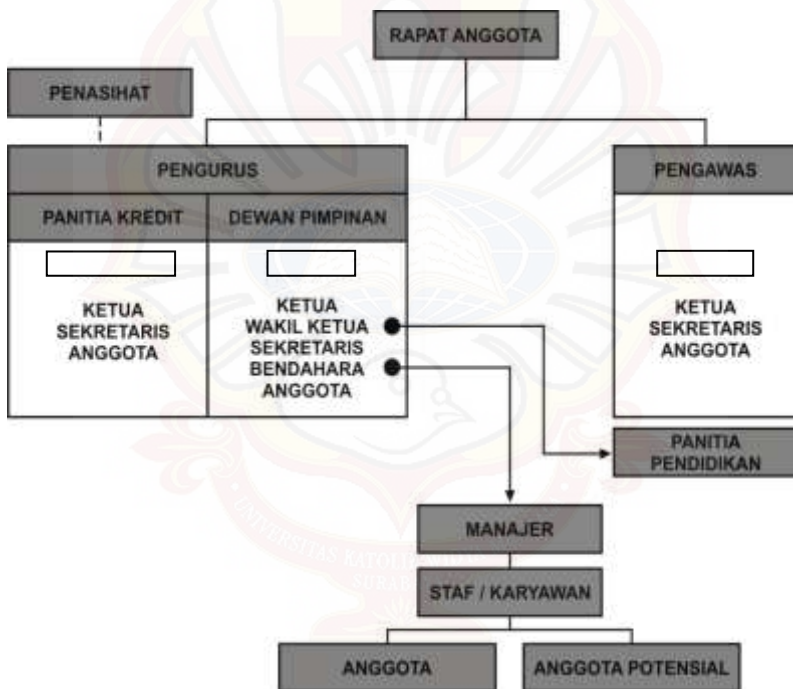 RAPAT ANGGOTA
PENASIHAT
PENGURUS
PENGAWAS
PANITIA KREDIT
DEWAN PIMPINAN
KETUA
SEKRETARIS
ANGGOTA
KETUA
WAKIL KETUA
SEKRETARIS
BENDAHARA
ANGGOTA
KETUA
SEKRETARIS
ANGGOTA
PANITIA
PENDIDIKAN
MANAJER
STAF / KARYAWAN
ANGGOTA
ANGGOTA POTENSIAL